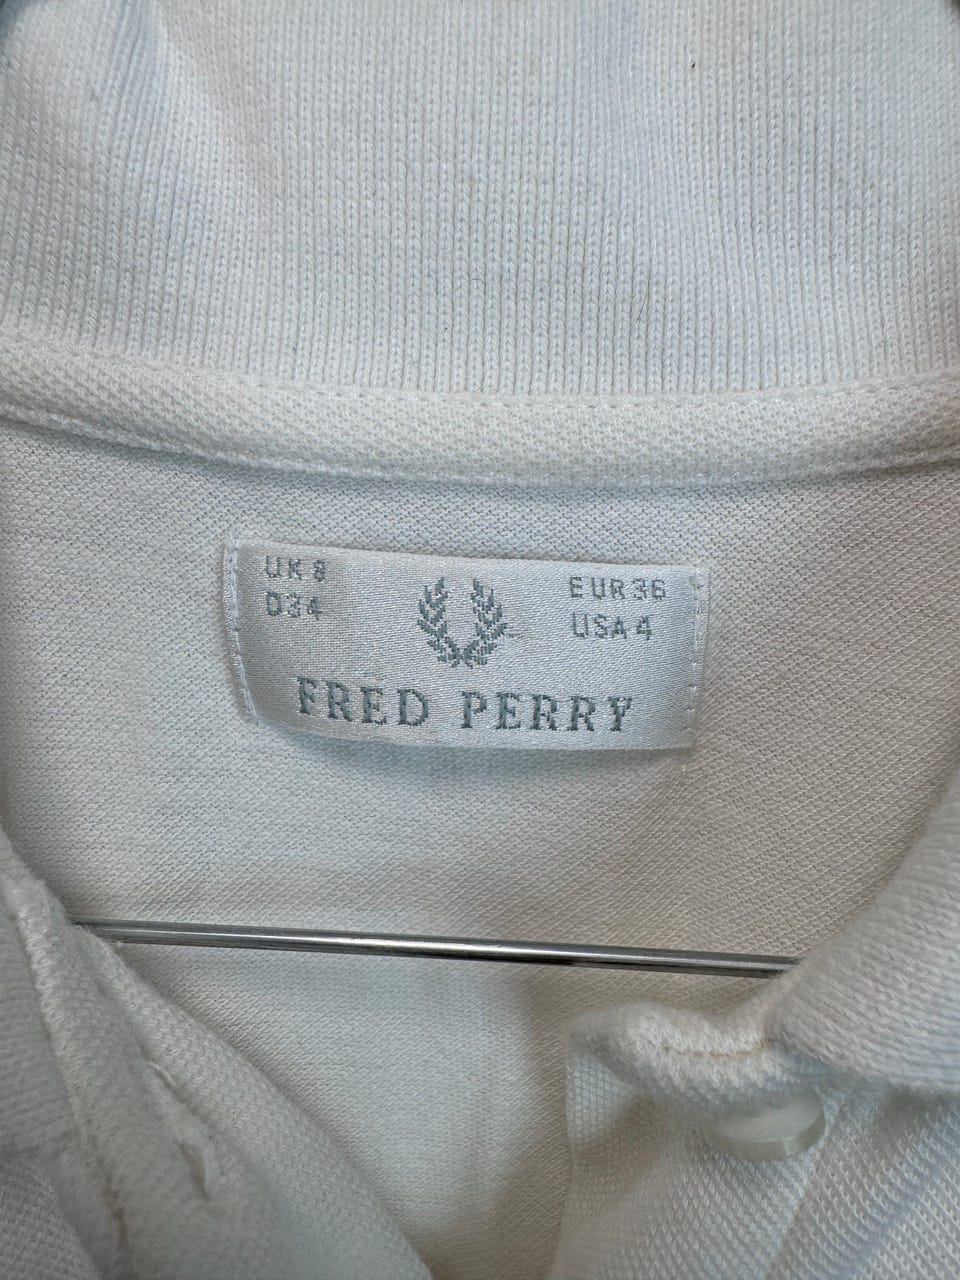 UK 8
D34
EUR 36
USA 4
FRED PERRY